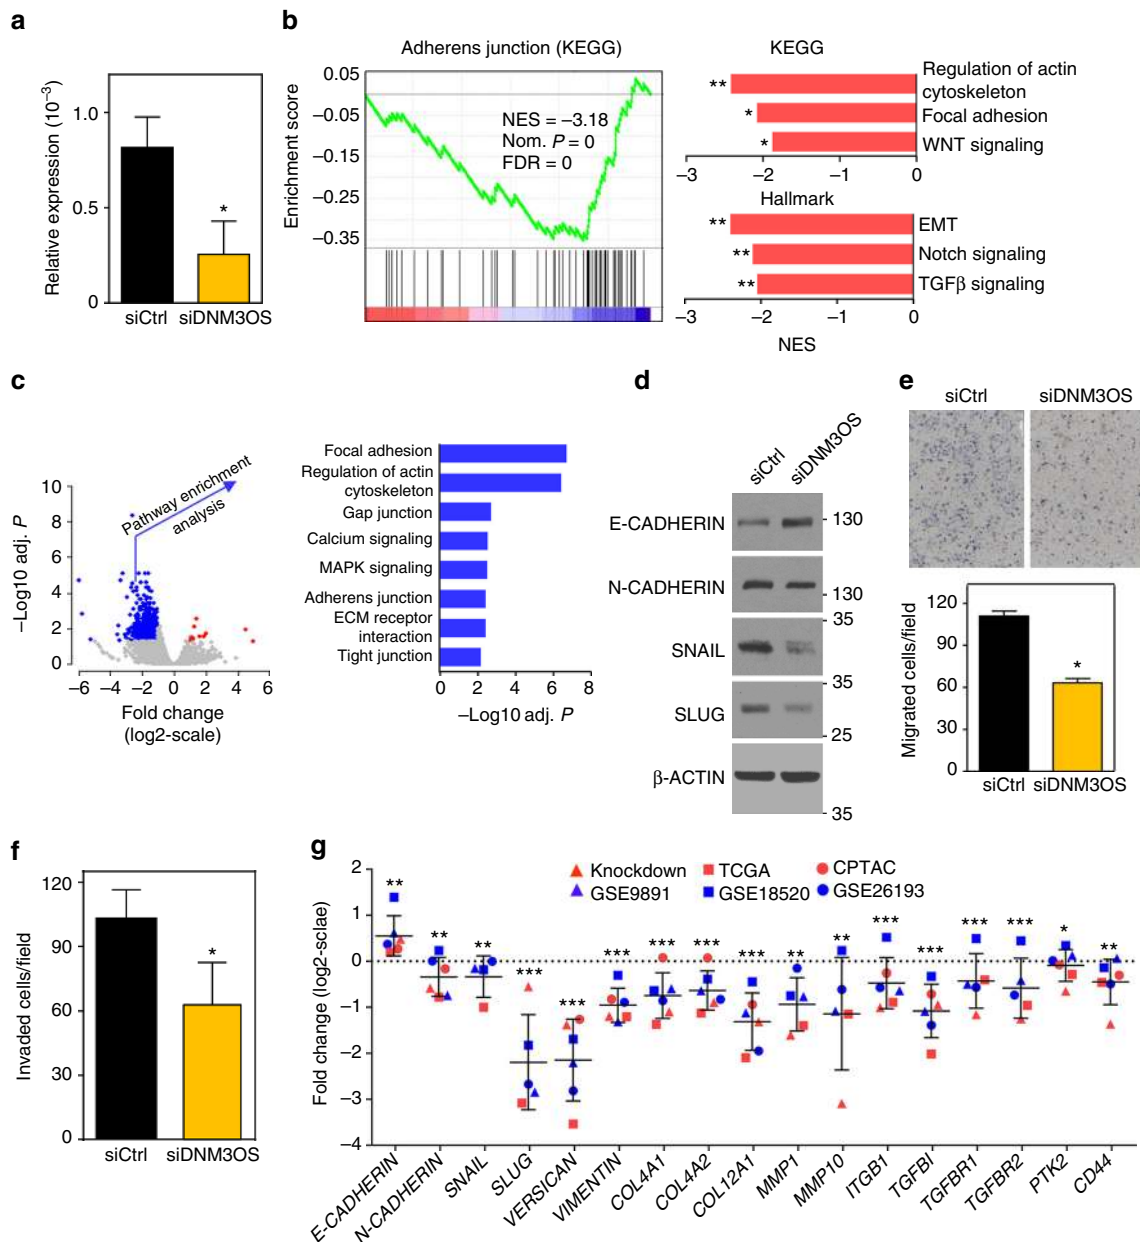 a
Relative expression (10⁻³)
1.0
0.5
0
*
siCtrl
siDNM3OS
b
Adherens junction (KEGG)
Enrichment score
0.05
−0.05
−0.15
−0.25
−0.35
NES = −3.18
Nom. P = 0
FDR = 0
KEGG
**
Regulation of actin
cytoskeleton
*
Focal adhesion
*
WNT signaling
−3
−2
−1
0
Hallmark
**
EMT
**
Notch signaling
**
TGFβ signaling
−3
−2
−1
0
NES
c
−Log10 adj. P
10
8
6
4
2
0
Pathway enrichment
analysis
−6
−4
−2
0
2
4
6
Fold change
(log2-scale)
Focal adhesion
Regulation of actin
cytoskeleton
Gap junction
Calcium signaling
MAPK signaling
Adherens junction
ECM receptor
interaction
Tight junction
0
2
4
6
8
−Log10 adj. P
d
siCtrl
siDNM3OS
E-CADHERIN
130
N-CADHERIN
130
35
SNAIL
35
SLUG
25
β-ACTIN
35
e
siCtrl
siDNM3OS
Migrated cells/field
120
90
60
30
0
*
siCtrl
siDNM3OS
f
Invaded cells/field
120
90
60
30
0
*
siCtrl
siDNM3OS
g
Fold change (log2-sclae)
2
1
0
−1
−2
−3
−4
Knockdown
TCGA
CPTAC
GSE9891
GSE18520
GSE26193
**
**
**
***
***
***
***
***
***
**
**
***
***
***
***
*
**
E-CADHERIN
N-CADHERIN
SNAIL
SLUG
VERSICAN
VIMENTIN
COL4A1
COL4A2
COL12A1
MMP1
MMP10
ITGB1
TGFBI
TGFBR1
TGFBR2
PTK2
CD44